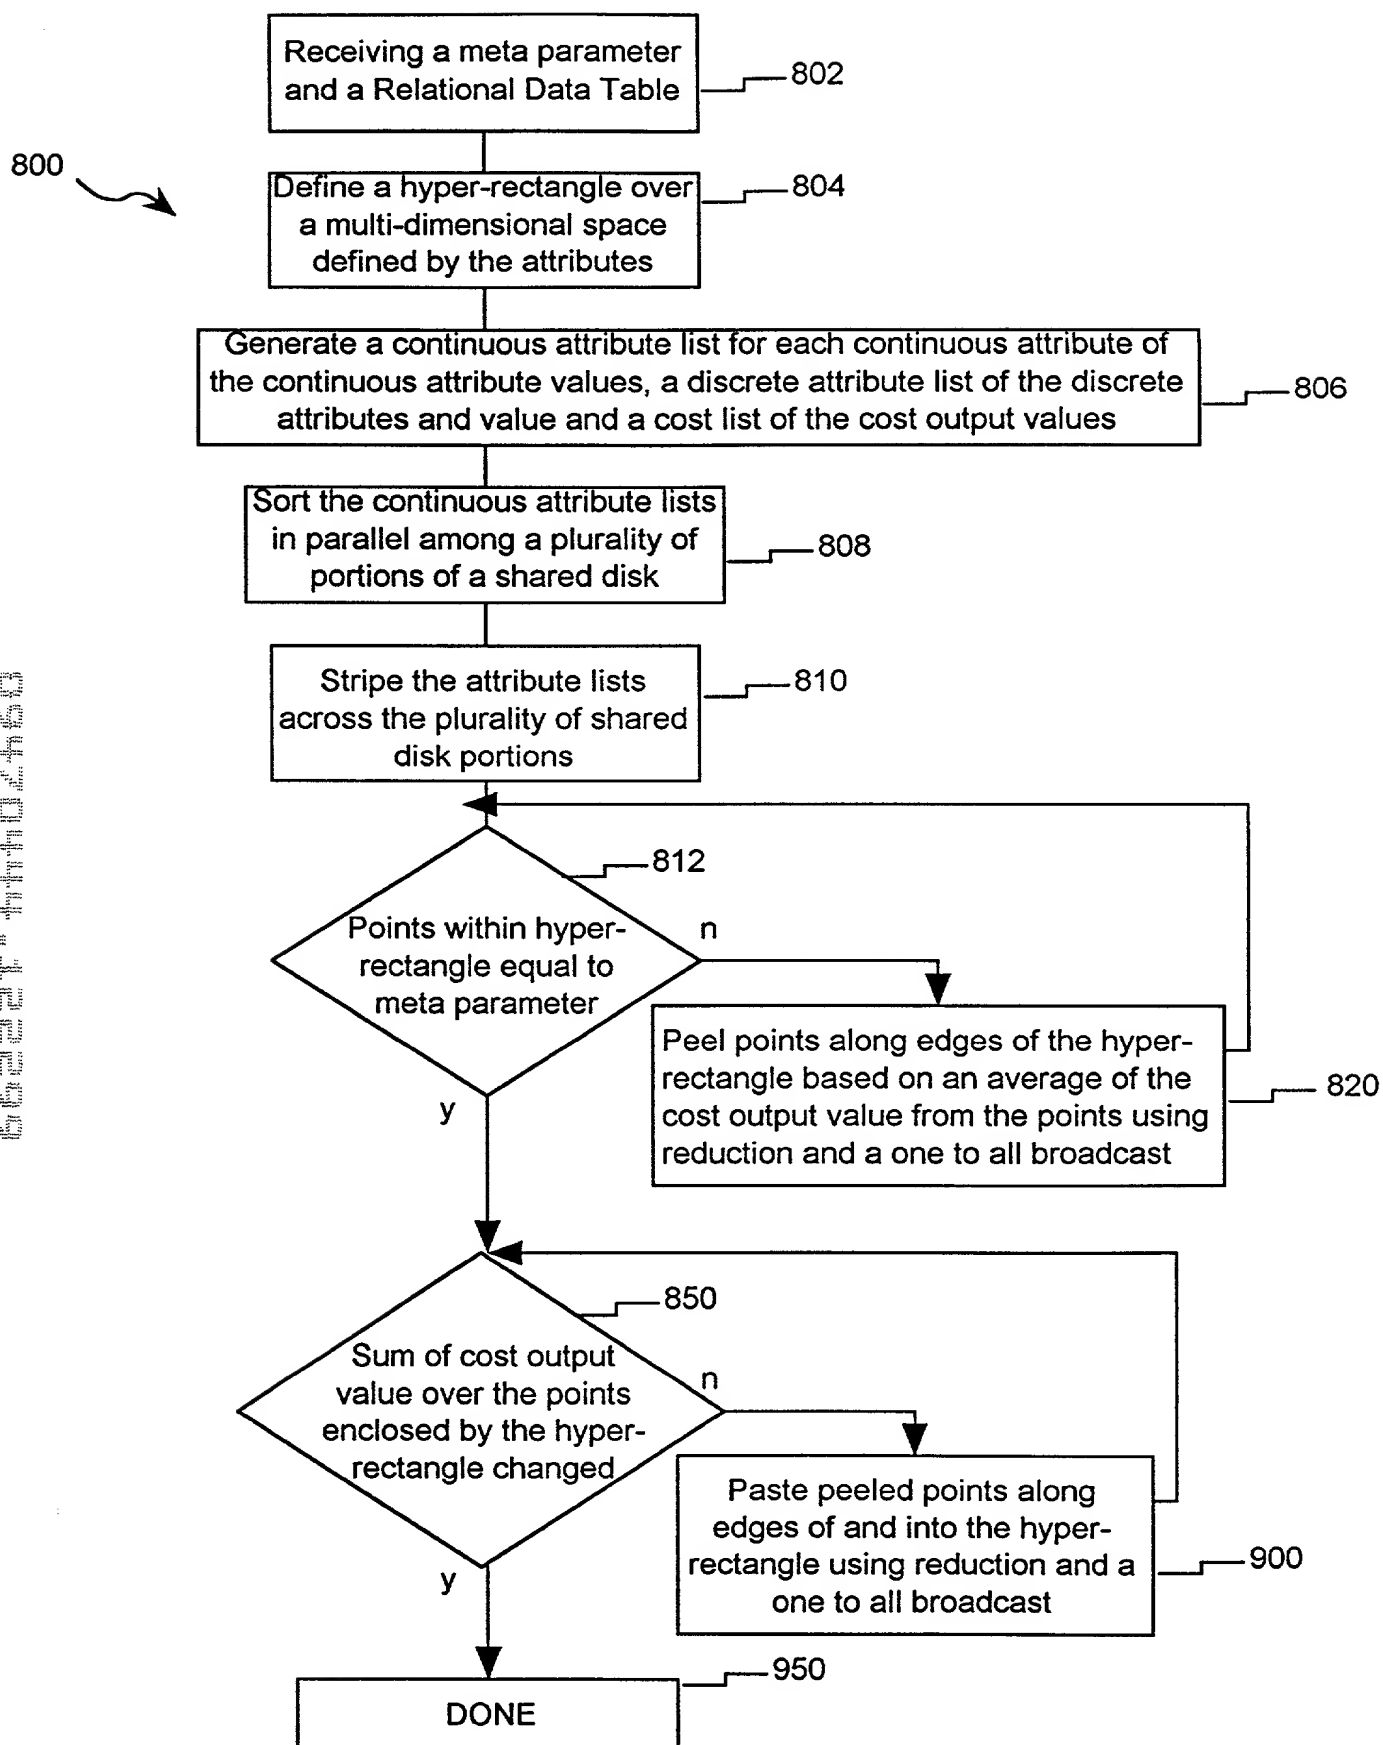 Receiving a meta parameter
and a Relational Data Table
802
800
Define a hyper-rectangle over
a multi-dimensional space
defined by the attributes
804
Generate a continuous attribute list for each continuous attribute of
the continuous attribute values, a discrete attribute list of the discrete
attributes and value and a cost list of the cost output values
806
Sort the continuous attribute lists
in parallel among a plurality of
portions of a shared disk
808
Stripe the attribute lists
across the plurality of shared
disk portions
810
812
Points within hyper-
rectangle equal to
meta parameter
n
y
Peel points along edges of the hyper-
rectangle based on an average of the
cost output value from the points using
reduction and a one to all broadcast
820
850
Sum of cost output
value over the points
enclosed by the hyper-
rectangle changed
n
y
Paste peeled points along
edges of and into the hyper-
rectangle using reduction and a
one to all broadcast
900
950
DONE